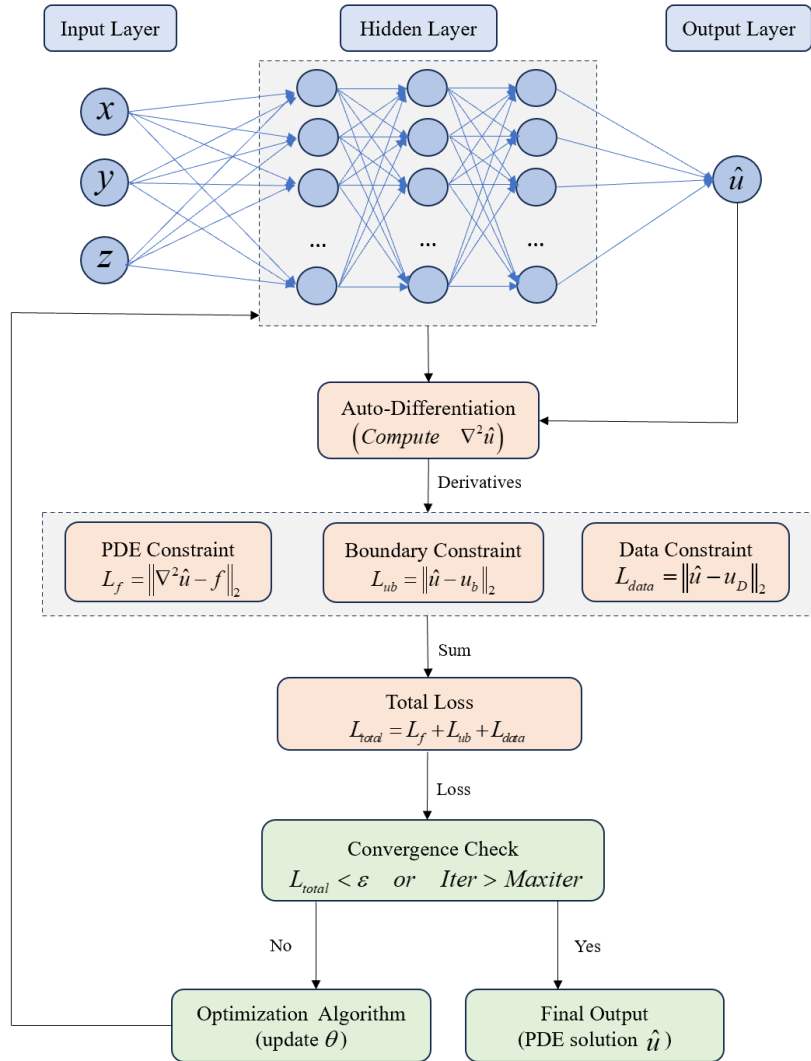 Input Layer
Hidden Layer
Output Layer
x
y
z
... ... ...
û
Auto-Differentiation
(Compute ∇²û)
Derivatives
PDE Constraint
L_f = ||∇²û − f||₂
Boundary Constraint
L_ub = ||û − u_b||₂
Data Constraint
L_data = ||û − u_D||₂
Sum
Total Loss
L_total = L_f + L_ub + L_data
Loss
Convergence Check
L_total < ε or Iter > Maxiter
No
Yes
Optimization Algorithm
(update θ)
Final Output
(PDE solution û)